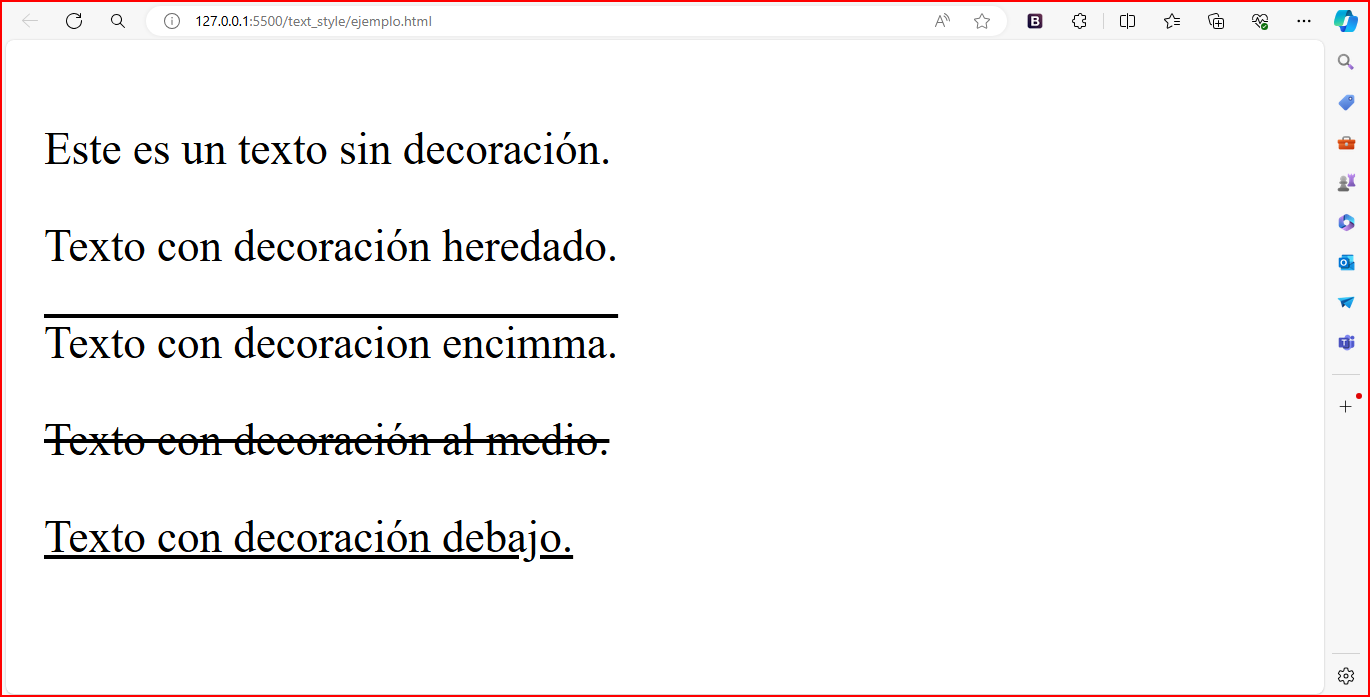 127.0.0.1:5500/text_style/ejemplo.html
Este es un texto sin decoración.
Texto con decoración heredado.
Texto con decoracion encimma.
Texto con decoración al medio.
Texto con decoración debajo.